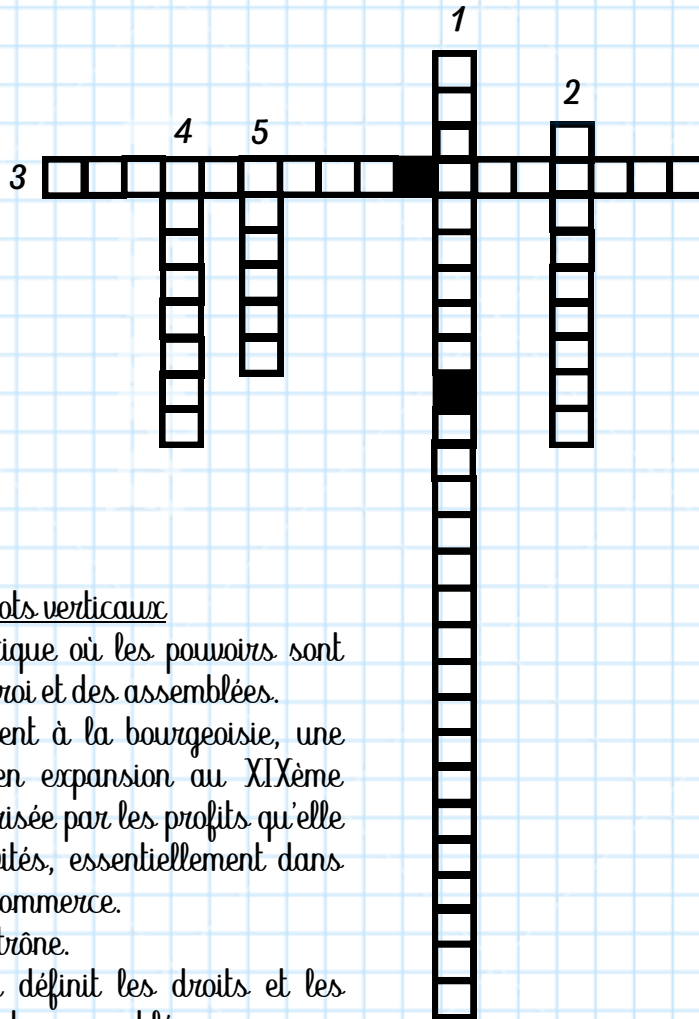 1
2
4 5
3
ots verticaux
ique où les pouvoirs sont
roi et des assemblées.
ent à la bourgeoisie, une
en expansion au XIXème
risée par les profits qu'elle
ités, essentiellement dans
ommerce.
trône.
définit les droits et les